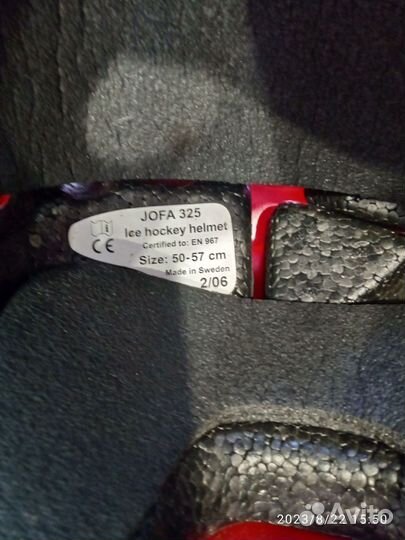 JOFA 325
Ice hockey helmet
CE
Certified to: EN 967
Size: 50-57 cm
Made in Sweden
2/06
2023/8/22 15:50
Avito